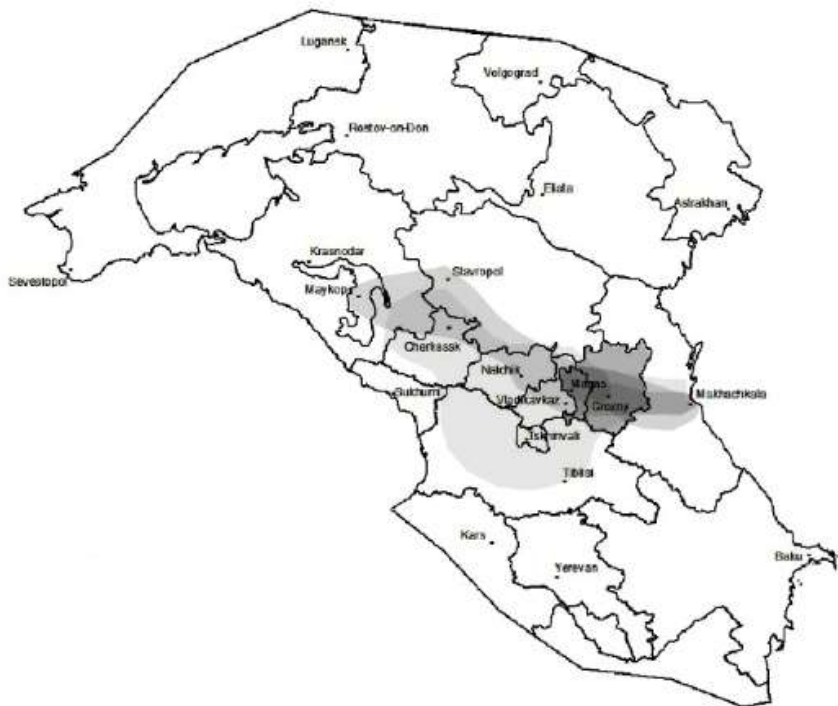 Lugansk
Volgograd
Rostov-on-Don
Elista
Astrakhan
Krasnodar
Sevastopol
Stavropol
Maykop
Cherkassk
Nalchik
Sukhumi
Makhachkala
Vladikavkaz
Grozny
Tskhinvali
Tbilisi
Kars
Yerevan
Baku